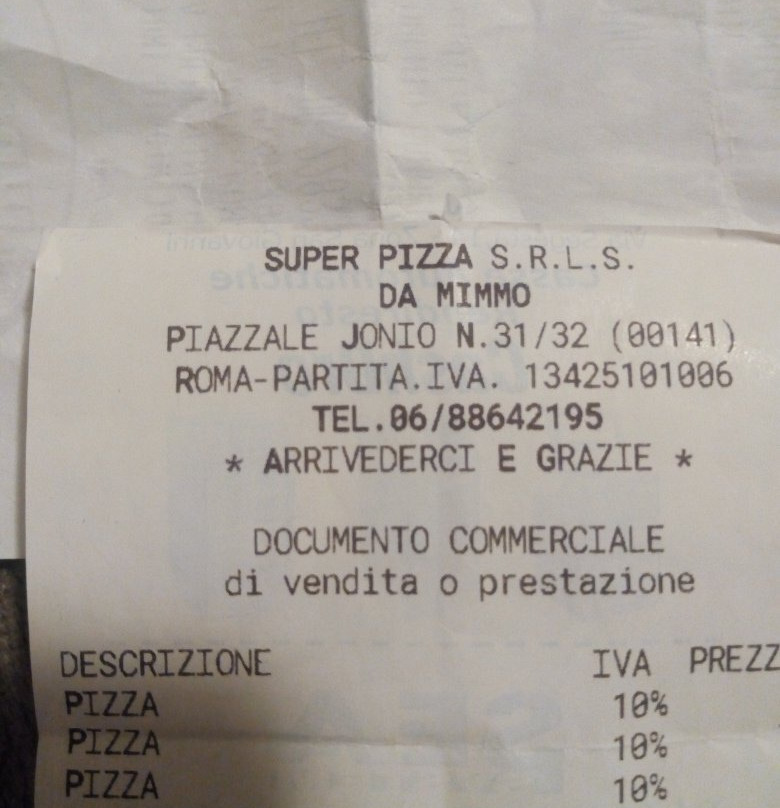 SUPER PIZZA S.R.L.S.
DA MIMMO
PIAZZALE JONIO N.31/32 (00141)
ROMA-PARTITA.IVA. 13425101006
TEL.06/88642195
* ARRIVEDERCI E GRAZIE *
DOCUMENTO COMMERCIALE
di vendita o prestazione
DESCRIZIONE IVA PREZZ
PIZZA 10%
PIZZA 10%
PIZZA 10%